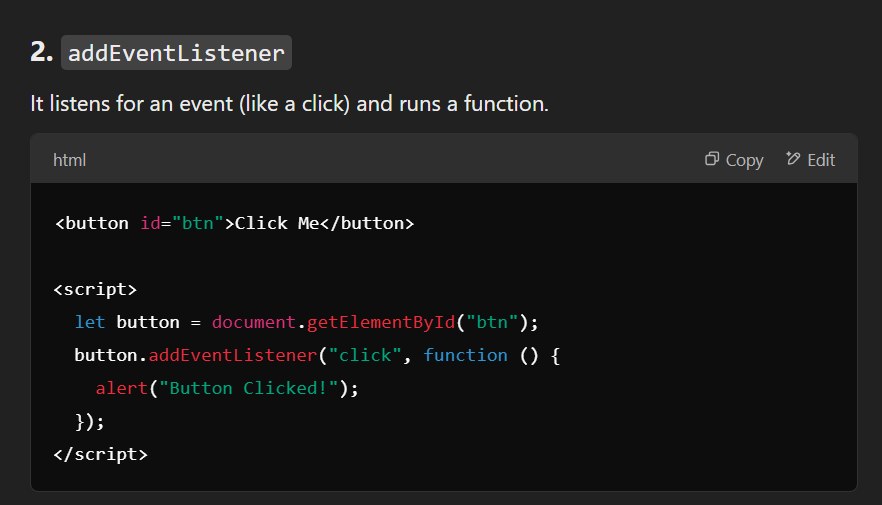 2. addEventListener
It listens for an event (like a click) and runs a function.
html Copy Edit
<button id="btn">Click Me</button>
<script>
  let button = document.getElementById("btn");
  button.addEventListener("click", function () {
    alert("Button Clicked!");
  });
</script>